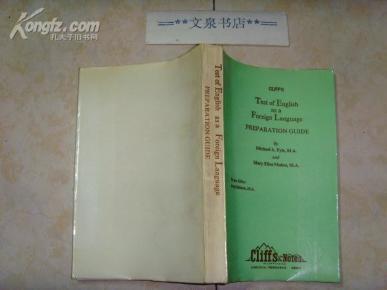 Kongfz.com
孔夫子旧书网
**文泉书店**
Test of English as a Foreign Language
PREPARATION GUIDE
CLIFFS
Test of English
as a
Foreign Language
PREPARATION GUIDE
By
Michael A. Pyle, M.A.
and
Mary Ellen Muñoz, M.A.
Cliffs Notes